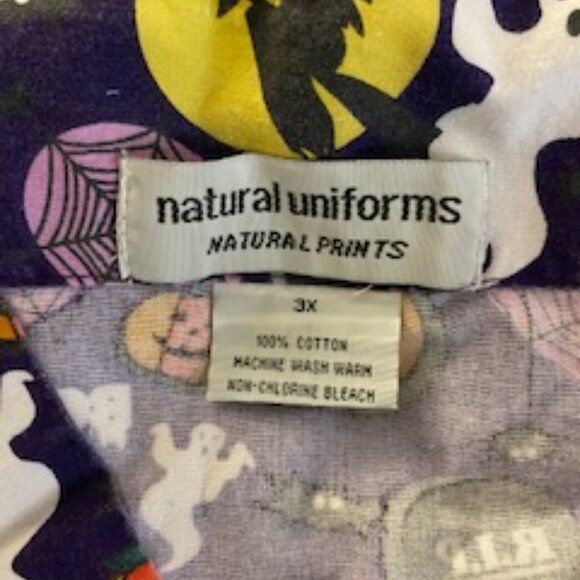 natural uniforms
NATURAL PRINTS
3X
100% COTTON
MACHINE WASH WARM
NON-CHLORINE BLEACH
R.I.P